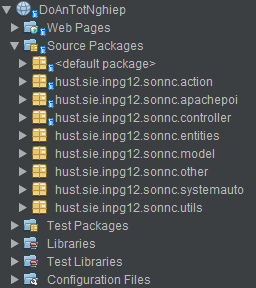 DoAnTotNghiep
Web Pages
Source Packages
<default package>
hust.sie.inpg12.sonnc.action
hust.sie.inpg12.sonnc.apachepoi
hust.sie.inpg12.sonnc.controller
hust.sie.inpg12.sonnc.entities
hust.sie.inpg12.sonnc.model
hust.sie.inpg12.sonnc.other
hust.sie.inpg12.sonnc.systemauto
hust.sie.inpg12.sonnc.utils
Test Packages
Libraries
Test Libraries
Configuration Files